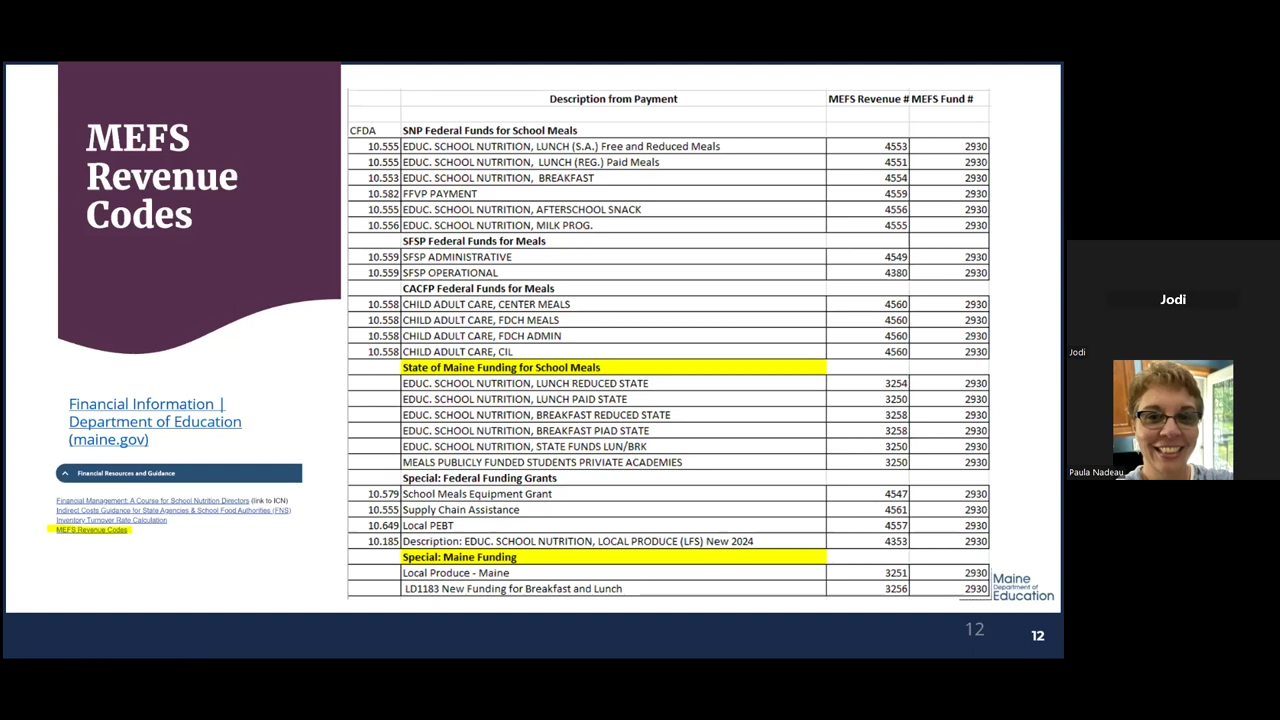 MEFS
Revenue
Codes
Financial Information |
Department of Education
(maine.gov)
Financial Resources and Guidance
Financial Management: A Course for School Nutrition Directors (link to ICN)
Indirect Costs Guidance for State Agencies & School Food Authorities (FNS)
Inventory Turnover Rate Calculation
MEFS Revenue Codes
Description from Payment MEFS Revenue # MEFS Fund #
CFDA SNP Federal Funds for School Meals
10.555 EDUC. SCHOOL NUTRITION, LUNCH (S.A.) Free and Reduced Meals 4553 2930
10.555 EDUC. SCHOOL NUTRITION, LUNCH (REG.) Paid Meals 4551 2930
10.553 EDUC. SCHOOL NUTRITION, BREAKFAST 4554 2930
10.582 FFVP PAYMENT 4559 2930
10.555 EDUC. SCHOOL NUTRITION, AFTERSCHOOL SNACK 4556 2930
10.556 EDUC. SCHOOL NUTRITION, MILK PROG. 4555 2930
SFSP Federal Funds for Meals
10.559 SFSP ADMINISTRATIVE 4549 2930
10.559 SFSP OPERATIONAL 4380 2930
CACFP Federal Funds for Meals
10.558 CHILD ADULT CARE, CENTER MEALS 4560 2930
10.558 CHILD ADULT CARE, FDCH MEALS 4560 2930
10.558 CHILD ADULT CARE, FDCH ADMIN 4560 2930
10.558 CHILD ADULT CARE, CIL 4560 2930
State of Maine Funding for School Meals
EDUC. SCHOOL NUTRITION, LUNCH REDUCED STATE 3254 2930
EDUC. SCHOOL NUTRITION, LUNCH PAID STATE 3250 2930
EDUC. SCHOOL NUTRITION, BREAKFAST REDUCED STATE 3258 2930
EDUC. SCHOOL NUTRITION, BREAKFAST PIAD STATE 3258 2930
EDUC. SCHOOL NUTRITION, STATE FUNDS LUN/BRK 3250 2930
MEALS PUBLICLY FUNDED STUDENTS PRIVIATE ACADEMIES 3250 2930
Special: Federal Funding Grants
10.579 School Meals Equipment Grant 4547 2930
10.555 Supply Chain Assistance 4561 2930
10.649 Local PEBT 4557 2930
10.185 Description: EDUC. SCHOOL NUTRITION, LOCAL PRODUCE (LFS) New 2024 4353 2930
Special: Maine Funding
Local Produce - Maine 3251 2930
LD1183 New Funding for Breakfast and Lunch 3256 2930
Maine
Department of
Education
12
12
Jodi
Jodi
Paula Nadeau